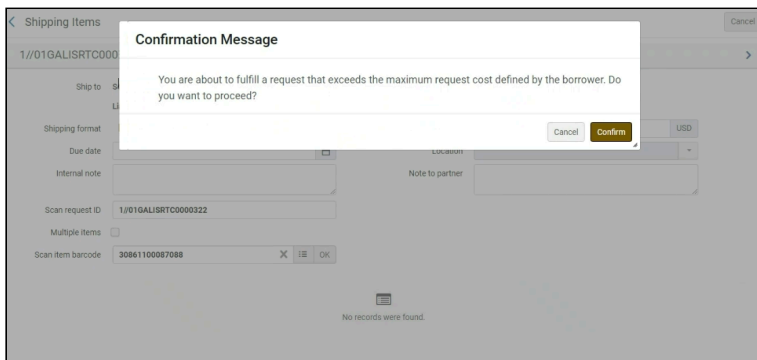 Shipping Items
Cancel
Confirmation Message
1//01GALISRTC000
You are about to fulfill a request that exceeds the maximum request cost defined by the borrower. Do
you want to proceed?
Ship to
Shipping format
Cancel
Confirm
USD
Due date
Location
Internal note
Note to partner
Scan request ID
1//01GALISRTC0000322
Multiple items
Scan item barcode
30861100087088
OK
No records were found.